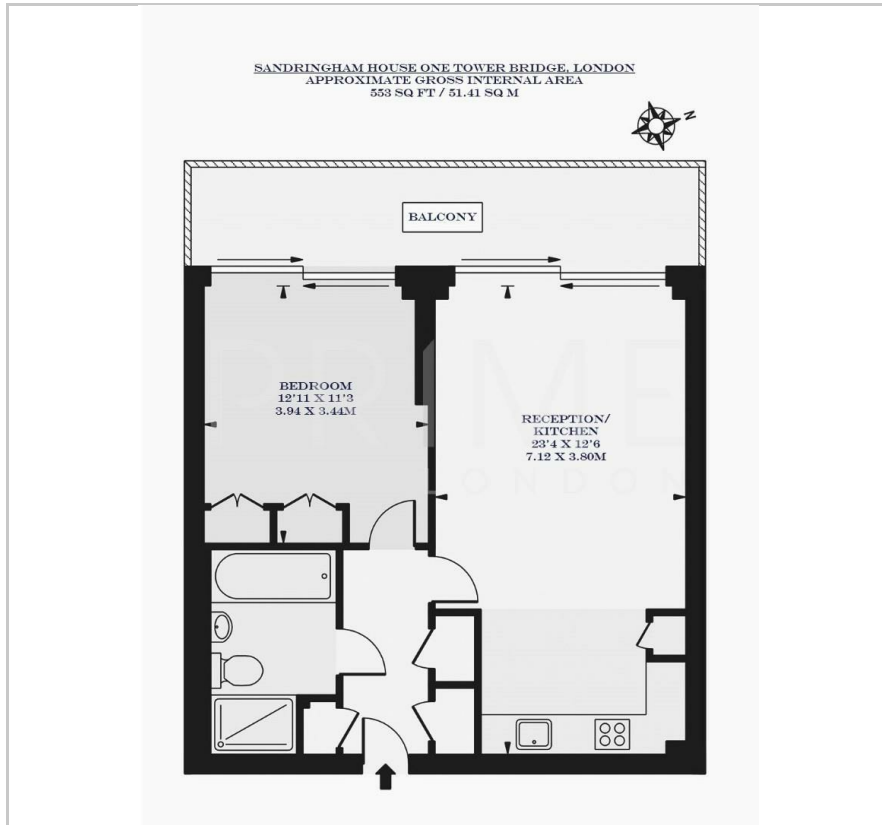 SANDRINGHAM HOUSE ONE TOWER BRIDGE, LONDON
APPROXIMATE GROSS INTERNAL AREA
553 SQ FT / 51.41 SQ M
N
BALCONY
BEDROOM
12'11 X 11'3
3.94 X 3.44M
RECEPTION/
KITCHEN
23'4 X 12'6
7.12 X 3.80M
PRIME
LONDON